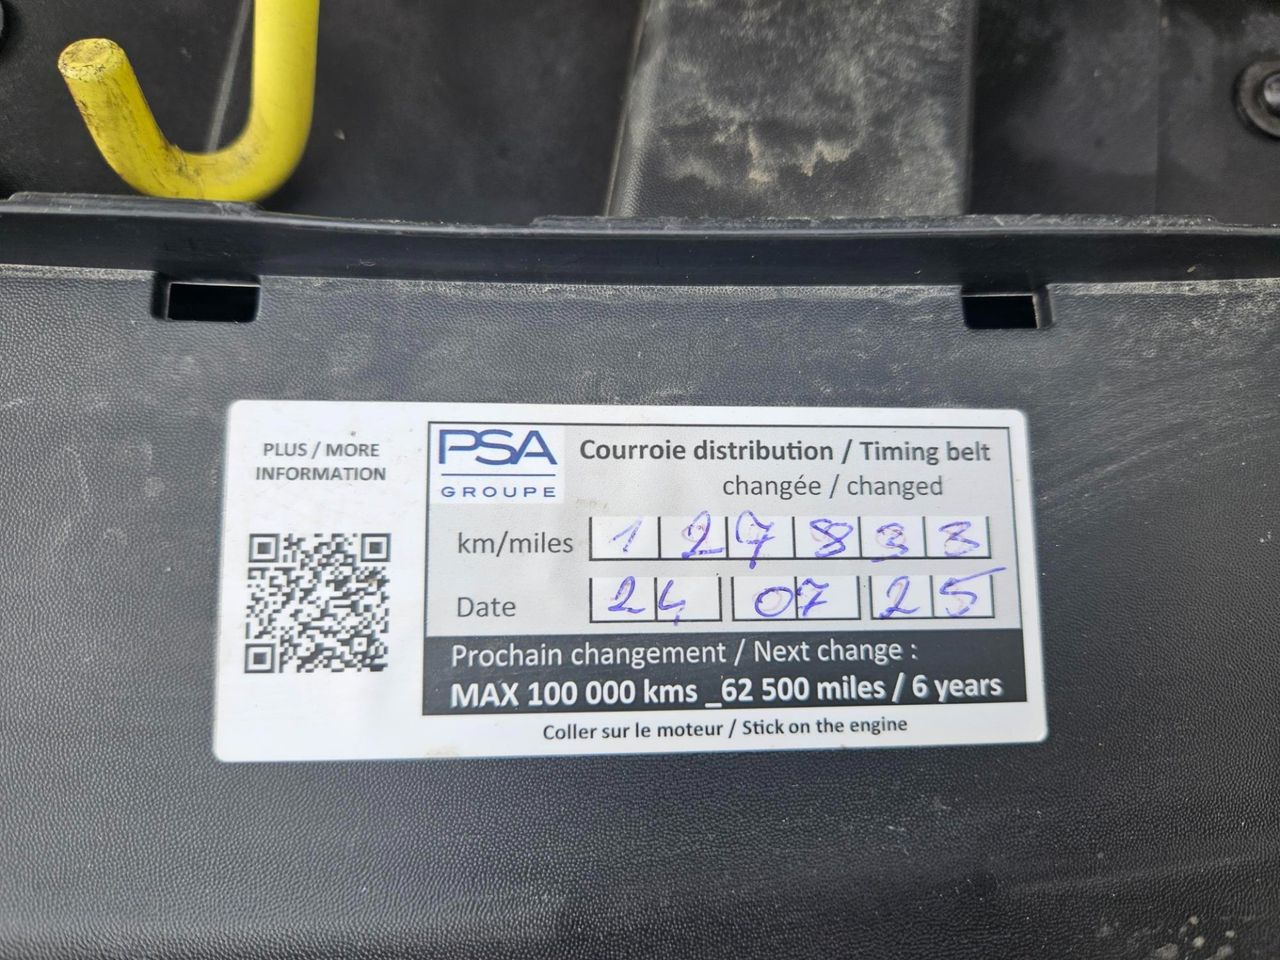 PLUS / MORE
INFORMATION
PSA
GROUPE
Courroie distribution / Timing belt
changée / changed
km/miles 1 2 7 8 3 3
Date 24 07 25
Prochain changement / Next change :
MAX 100 000 kms _62 500 miles / 6 years
Coller sur le moteur / Stick on the engine